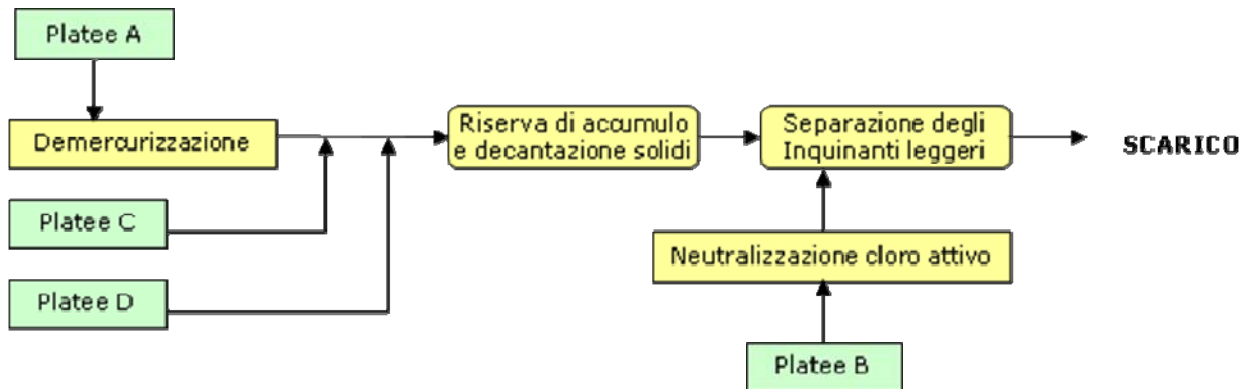 Platee A
Demercurizzazione
Riserva di accumulo
e decantazione solidi
Separazione degli
Inquinanti leggeri
SCARICO
Platee C
Neutralizzazione cloro attivo
Platee D
Platee B